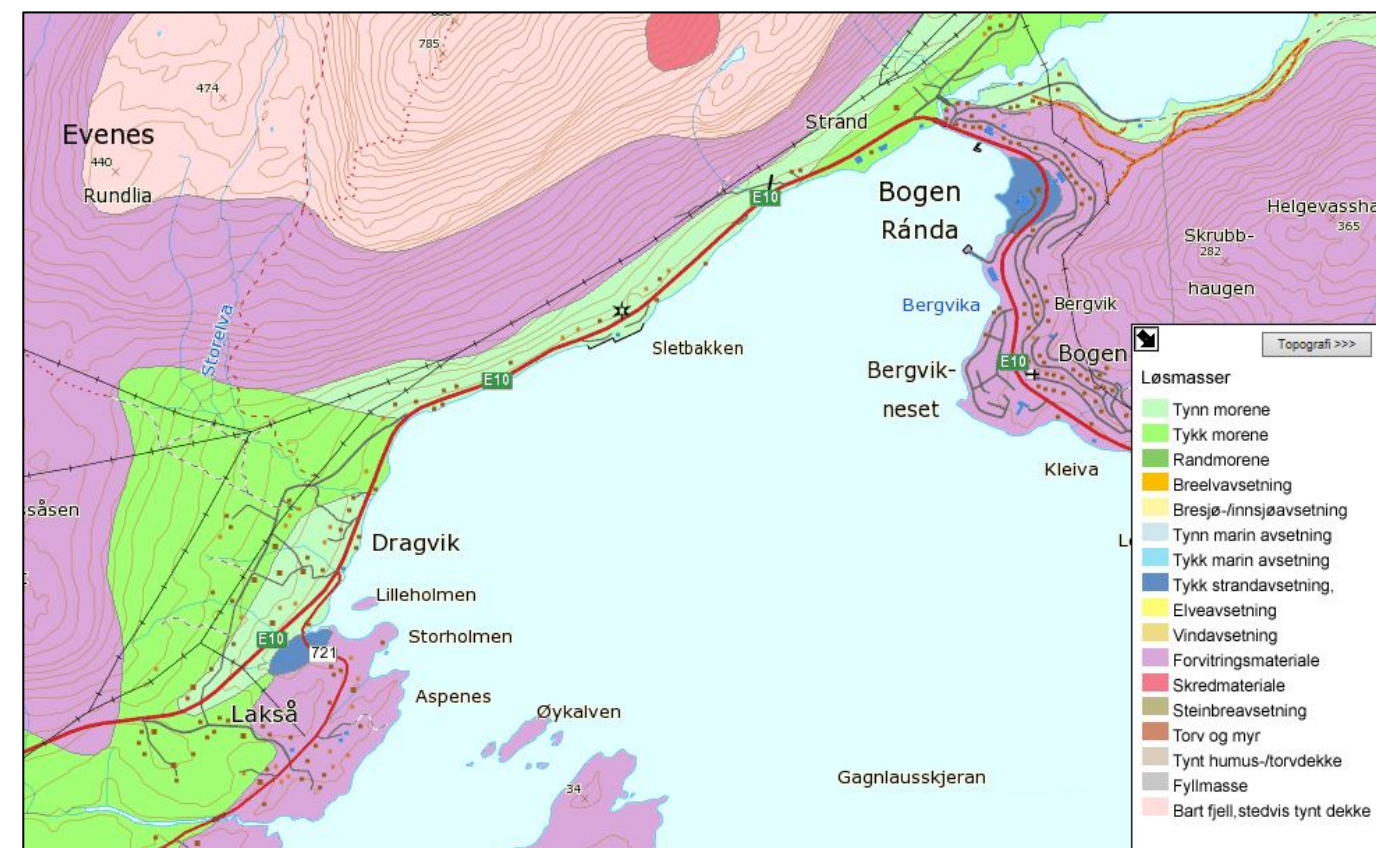 785
474
Evenes
440
Rundlia
Strand
E10
Bogen
Ránda
Helgevassha
365
Skrubb-
282
haugen
Storelva
Bergvika
Bergvik
Sletbakken
E10
Bergvik-
neset
E10
Bogen
Kleiva
såsen
Dragvik
Lilleholmen
Storholmen
E10
721
Aspenes
Lakså
Øykalven
34
Gagnlausskjeran
Topografi >>>
Løsmasser
Tynn morene
Tykk morene
Randmorene
Breelvavsetning
Bresjø-/innsjøavsetning
Tynn marin avsetning
Tykk marin avsetning
Tykk strandavsetning,
Elveavsetning
Vindavsetning
Forvitringsmateriale
Skredmateriale
Steinbreavsetning
Torv og myr
Tynt humus-/torvdekke
Fyllmasse
Bart fjell,stedvis tynt dekke